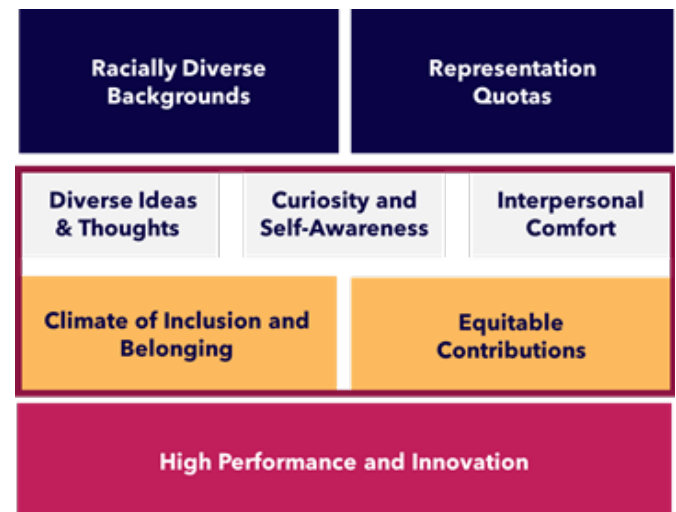 Racially Diverse
Backgrounds
Representation
Quotas
Diverse Ideas
& Thoughts
Curiosity and
Self-Awareness
Interpersonal
Comfort
Climate of Inclusion and
Belonging
Equitable
Contributions
High Performance and Innovation